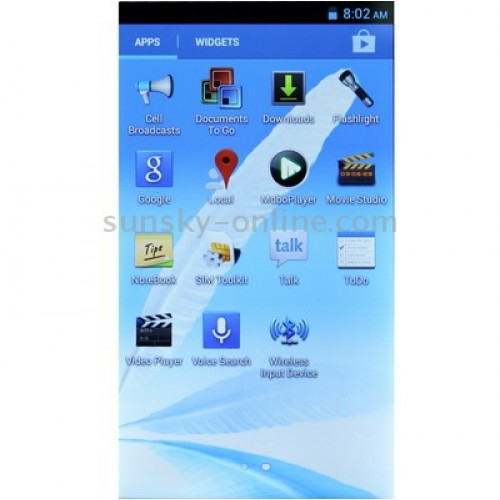 8:02 AM
APPS WIDGETS
Cell Broadcasts
Documents To Go
Downloads
Flashlight
g
Google
Local
MoboPlayer
Movie Studio
sunsky-online.com
Tips
talk
NoteBook
SIM Toolkit
Talk
ToDo
Video Player
Voice Search
Wireless Input Device